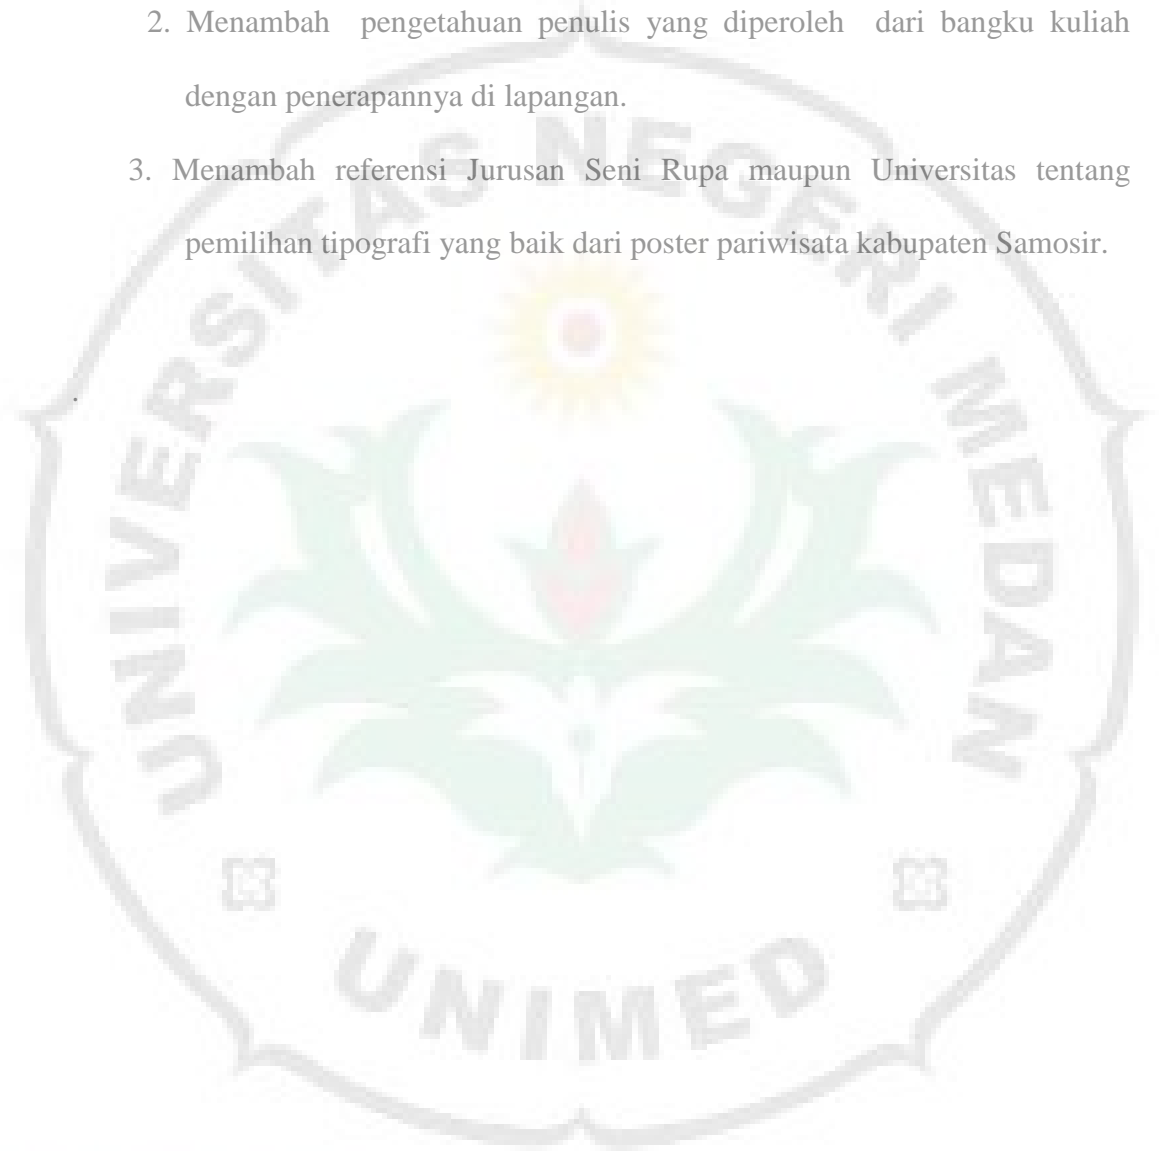 2. Menambah pengetahuan penulis yang diperoleh dari bangku kuliah
dengan penerapannya di lapangan.
3. Menambah referensi Jurusan Seni Rupa maupun Universitas tentang
pemilihan tipografi yang baik dari poster pariwisata kabupaten Samosir.
.
UNIVERSITAS NEGERI MEDAN
UNIMED